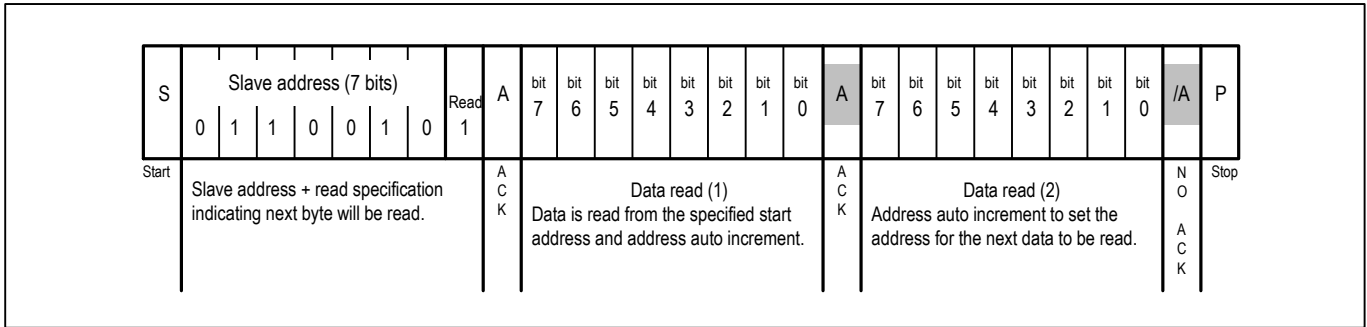 S
Slave address (7 bits)
0 1 1 0 0 1 0
Read
1
A
bit 7 bit 6 bit 5 bit 4 bit 3 bit 2 bit 1 bit 0
A
bit 7 bit 6 bit 5 bit 4 bit 3 bit 2 bit 1 bit 0
/A
P
Start
Slave address + read specification
indicating next byte will be read.
ACK
Data read (1)
Data is read from the specified start
address and address auto increment.
ACK
Data read (2)
Address auto increment to set the
address for the next data to be read.
NO ACK
Stop